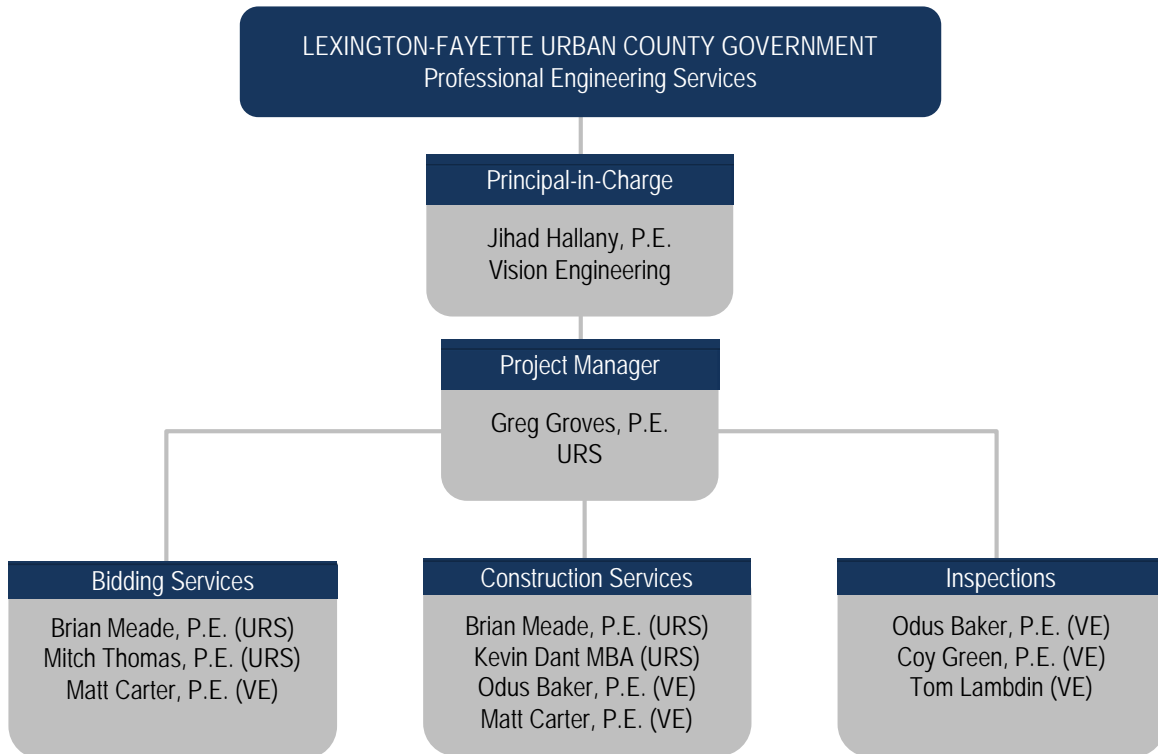 LEXINGTON-FAYETTE URBAN COUNTY GOVERNMENT
Professional Engineering Services
Principal-in-Charge
Jihad Hallany, P.E.
Vision Engineering
Project Manager
Greg Groves, P.E.
URS
Bidding Services
Brian Meade, P.E. (URS)
Mitch Thomas, P.E. (URS)
Matt Carter, P.E. (VE)
Construction Services
Brian Meade, P.E. (URS)
Kevin Dant MBA (URS)
Odus Baker, P.E. (VE)
Matt Carter, P.E. (VE)
Inspections
Odus Baker, P.E. (VE)
Coy Green, P.E. (VE)
Tom Lambdin (VE)